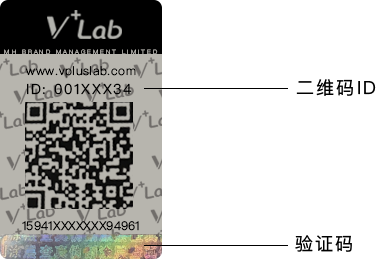 V+Lab
MH BRAND MANAGEMENT LIMITED
www.vpluslab.com
ID: 001XXX34
二维码ID
15941XXXXXXX94961
验证码